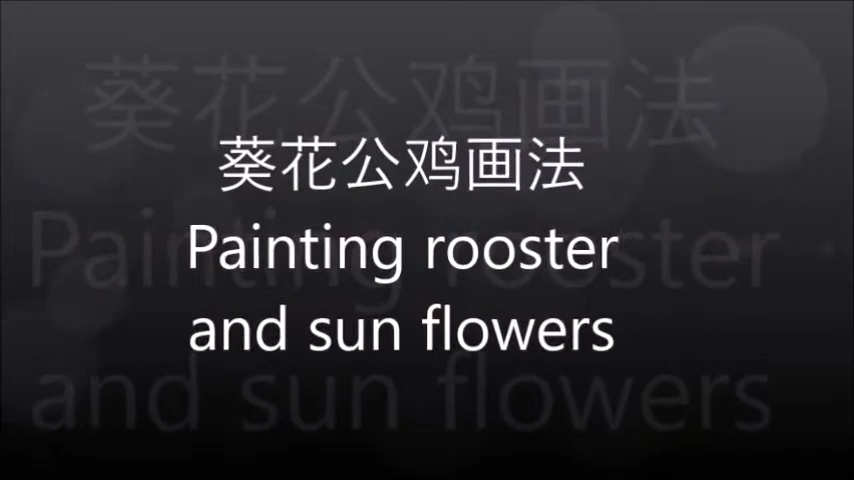 葵花公鸡画法
Painting rooster
and sun flowers